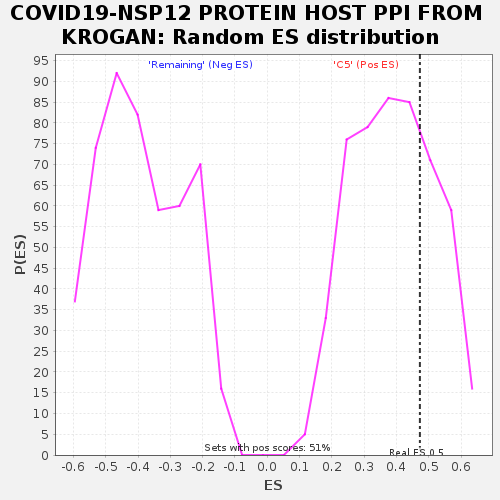 COVID19-NSP12 PROTEIN HOST PPI FROM
KROGAN: Random ES distribution
'Remaining' (Neg ES)
'C5' (Pos ES)
95
90
85
80
75
70
65
60
55
50
45
40
35
30
25
20
15
10
5
0
P(ES)
Sets with pos scores: 51%
Real ES 0.5
-0.6 -0.5 -0.4 -0.3 -0.2 -0.1 0.0 0.1 0.2 0.3 0.4 0.5 0.6
ES